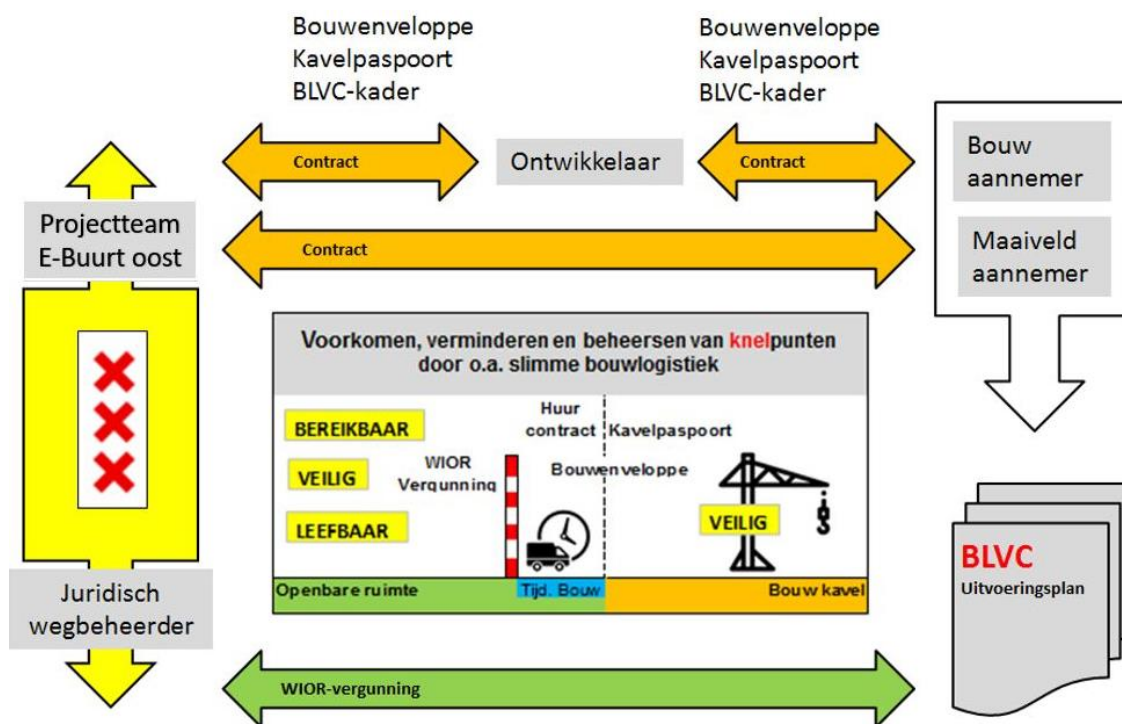 Bouwenveloppe
Kavelpaspoort
BLVC-kader
Bouwenveloppe
Kavelpaspoort
BLVC-kader
Contract
Ontwikkelaar
Contract
Bouw
aannemer
Projectteam
E-Buurt oost
Contract
Maaiveld
aannemer
Voorkomen, verminderen en beheersen van knelpunten
door o.a. slimme bouwlogistiek
BEREIKBAAR
VEILIG
LEEFBAAR
WIOR
Vergunning
Huur
contract
Kavelpaspoort
Bouwenveloppe
VEILIG
Openbare ruimte
Tijd. Bouw
Bouw kavel
Juridisch
wegbeheerder
BLVC
Uitvoeringsplan
WIOR-vergunning